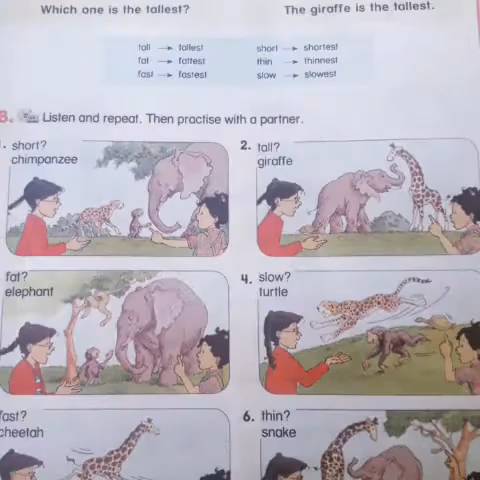 Which one is the tallest?
The giraffe is the tallest.
tall → tallest
short → shortest
fat → fattest
thin → thinnest
fast → fastest
slow → slowest
B. Listen and repeat. Then practise with a partner.
. short?
chimpanzee
2. tall?
giraffe
fat?
elephant
4. slow?
turtle
fast?
cheetah
6. thin?
snake